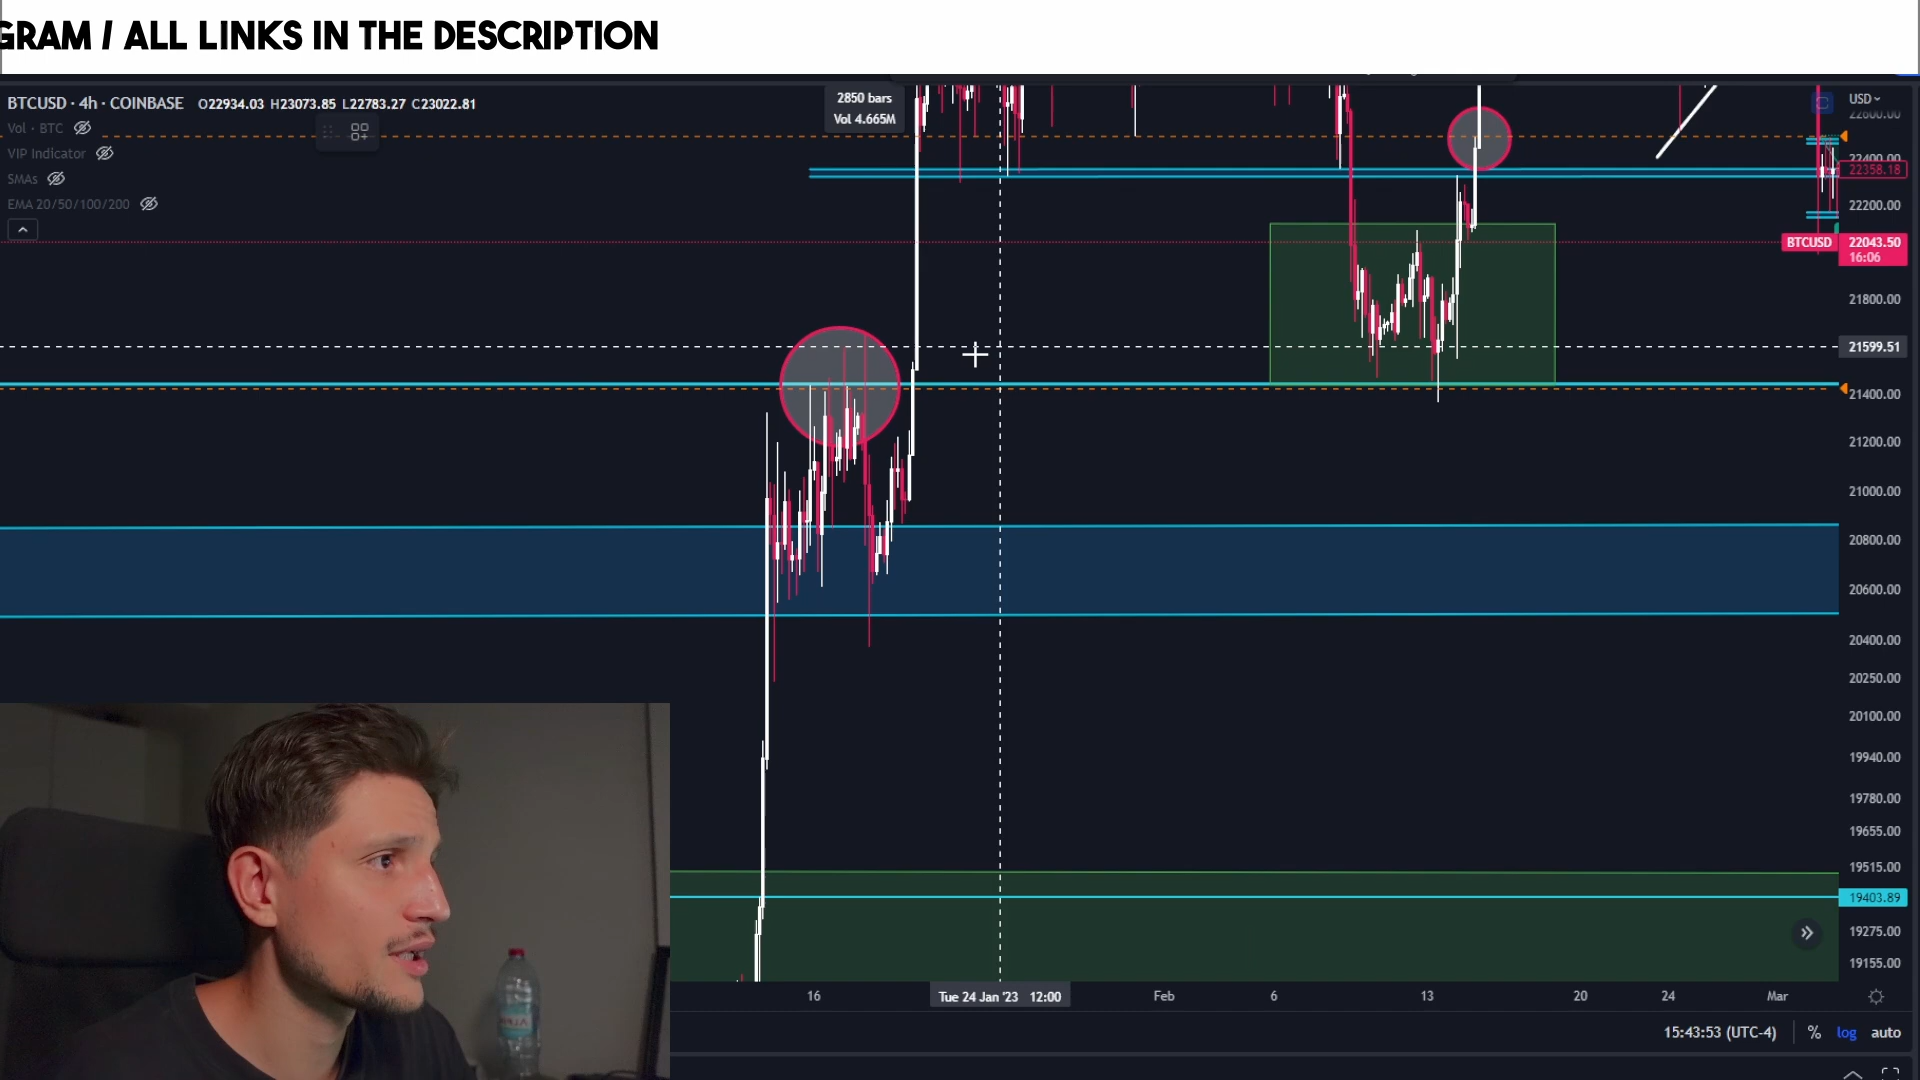 GRAM / ALL LINKS IN THE DESCRIPTION
BTCUSD · 4h · COINBASE O22934.03 H23073.85 L22783.27 C23022.81
Vol · BTC
VIP Indicator
SMAs
EMA 20/50/100/200
2850 bars
Vol 4.665M
USD
22600.00
22400.00
22358.18
22200.00
BTCUSD 22043.50
16:06
21800.00
21599.51
21400.00
21200.00
21000.00
20800.00
20600.00
20400.00
20250.00
20100.00
19940.00
19780.00
19655.00
19515.00
19403.89
19275.00
19155.00
16 Tue 24 Jan '23 12:00 Feb 6 13 20 24 Mar
15:43:53 (UTC-4) % log auto